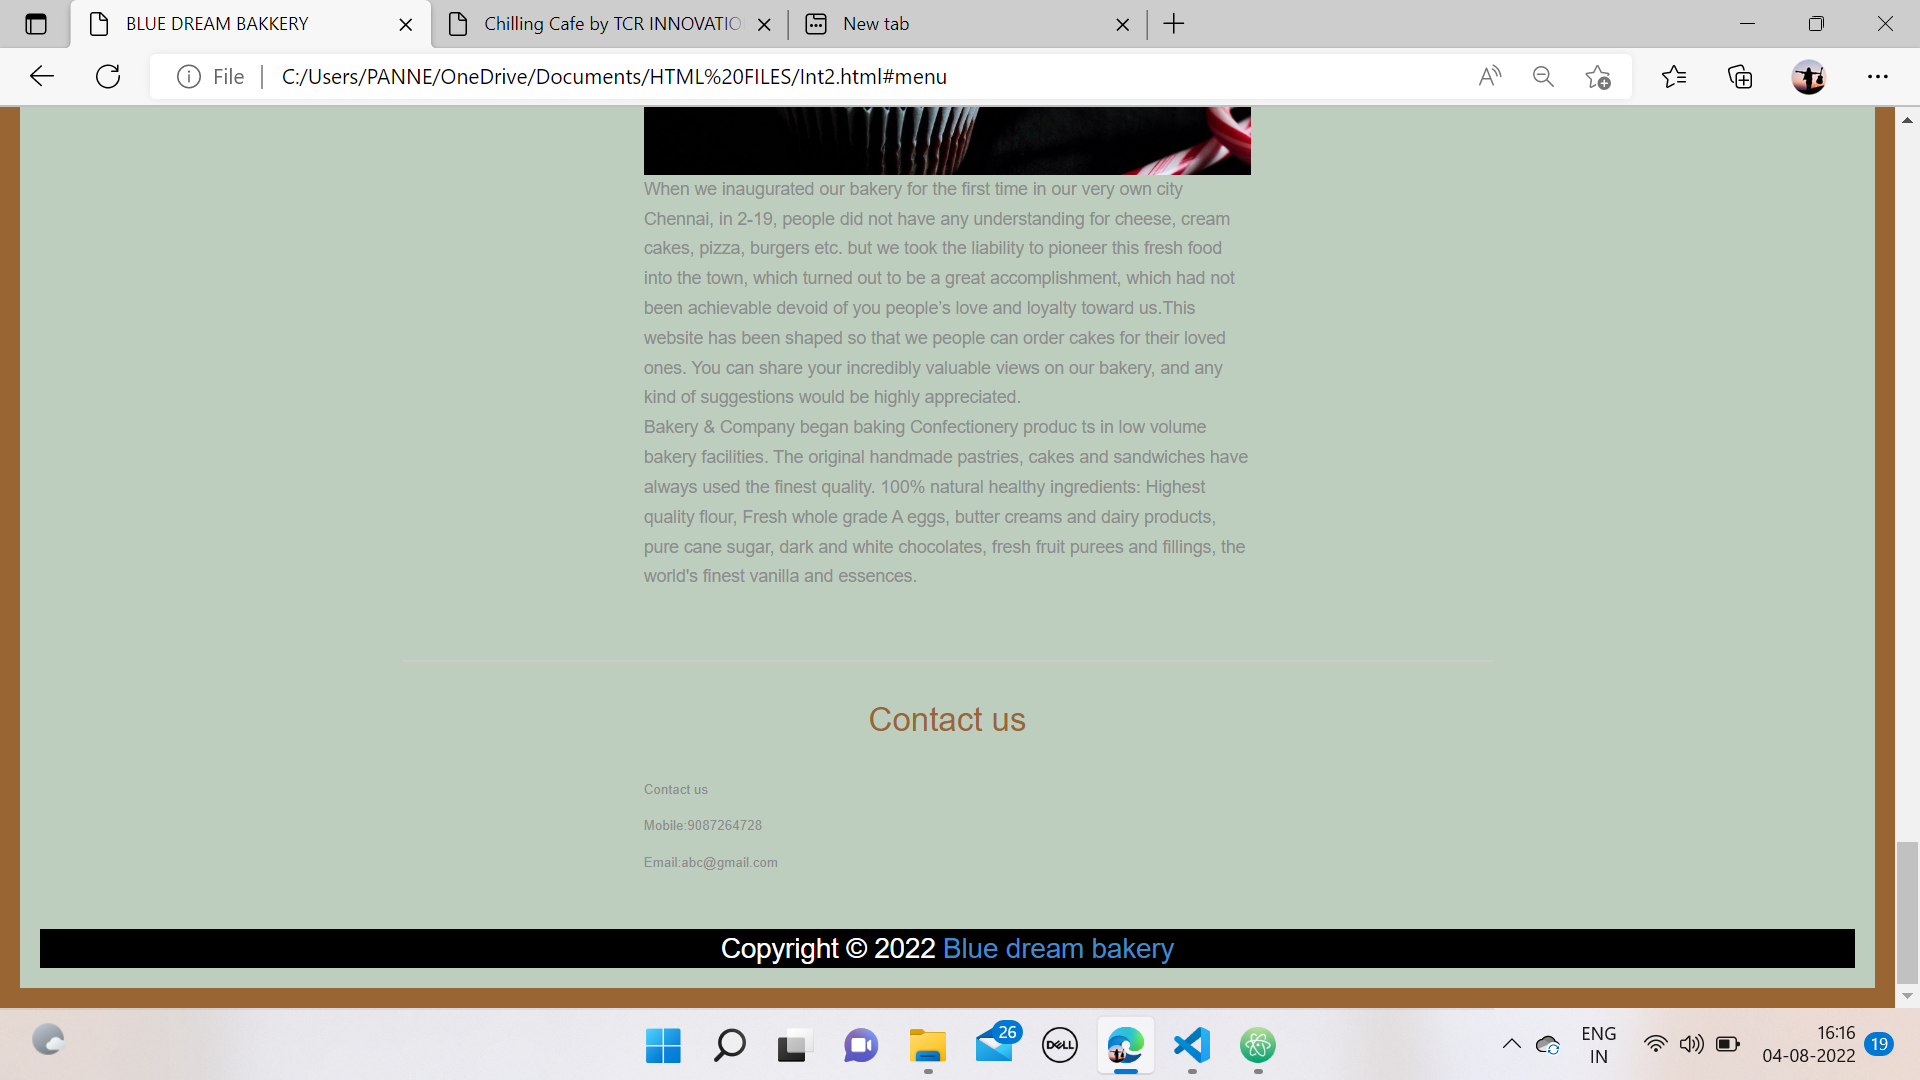 BLUE DREAM BAKKERY
Chilling Cafe by TCR INNOVATIO
New tab
File
C:/Users/PANNE/OneDrive/Documents/HTML%20FILES/Int2.html#menu
When we inaugurated our bakery for the first time in our very own city
Chennai, in 2-19, people did not have any understanding for cheese, cream
cakes, pizza, burgers etc. but we took the liability to pioneer this fresh food
into the town, which turned out to be a great accomplishment, which had not
been achievable devoid of you people’s love and loyalty toward us.This
website has been shaped so that we people can order cakes for their loved
ones. You can share your incredibly valuable views on our bakery, and any
kind of suggestions would be highly appreciated.
Bakery & Company began baking Confectionery produc ts in low volume
bakery facilities. The original handmade pastries, cakes and sandwiches have
always used the finest quality. 100% natural healthy ingredients: Highest
quality flour, Fresh whole grade A eggs, butter creams and dairy products,
pure cane sugar, dark and white chocolates, fresh fruit purees and fillings, the
world's finest vanilla and essences.
Contact us
Contact us
Mobile:9087264728
Email:abc@gmail.com
Copyright © 2022 Blue dream bakery
26
DELL
ENG
IN
16:16
04-08-2022
19